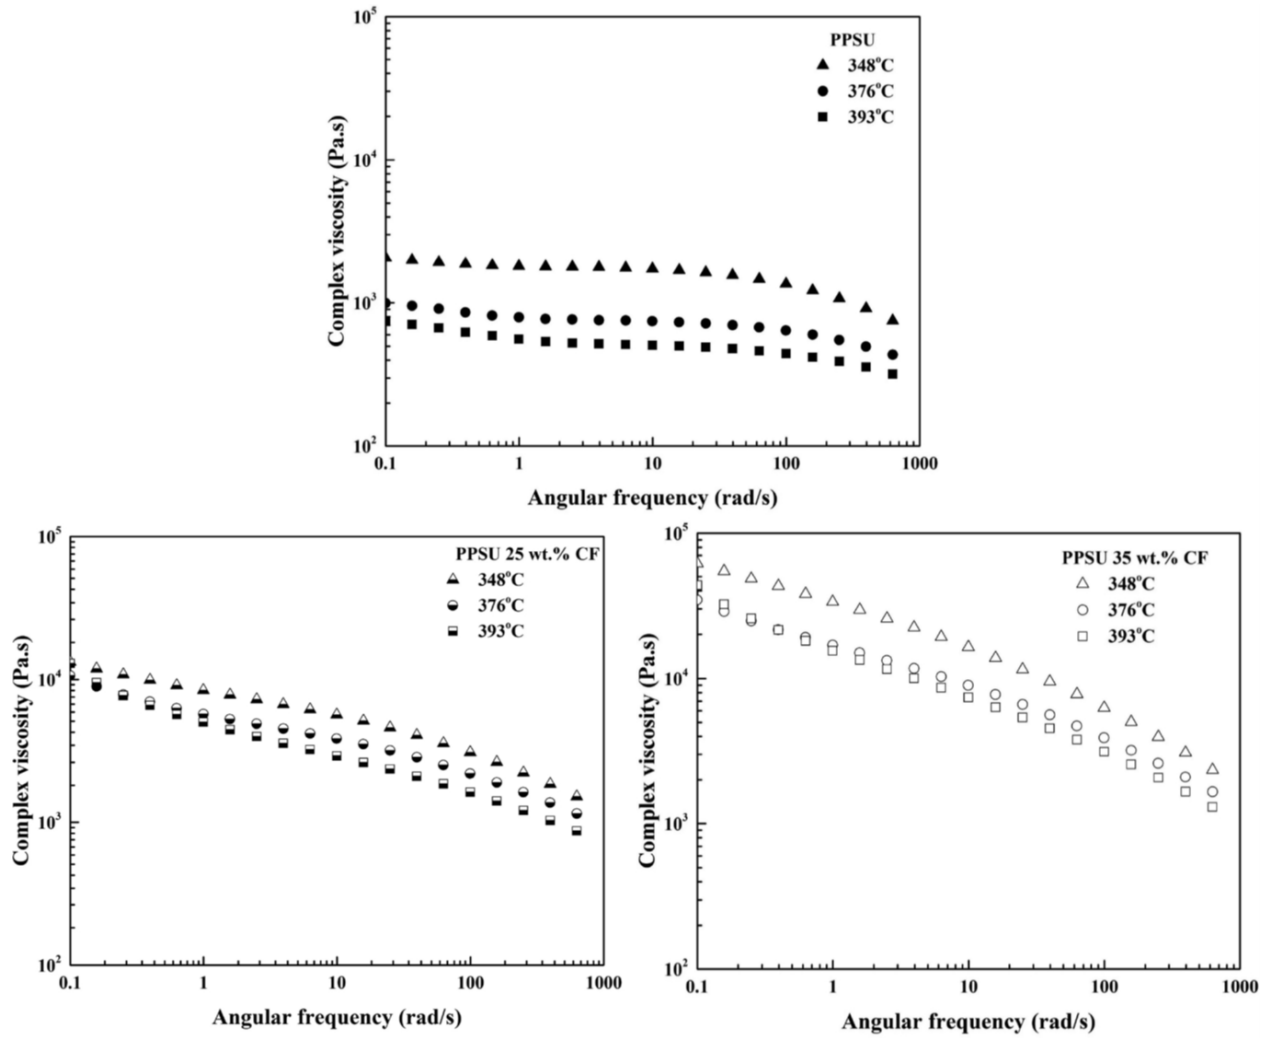 10⁵
PPSU
348°C
376°C
393°C
10⁴
Complex viscosity (Pa.s)
10³
10²
0.1 1 10 100 1000
Angular frequency (rad/s)
10⁵
PPSU 25 wt.% CF
348°C
376°C
393°C
10⁴
Complex viscosity (Pa.s)
10³
10²
0.1 1 10 100 1000
Angular frequency (rad/s)
10⁵
PPSU 35 wt.% CF
348°C
376°C
393°C
10⁴
Complex viscosity (Pa.s)
10³
10²
0.1 1 10 100 1000
Angular frequency (rad/s)